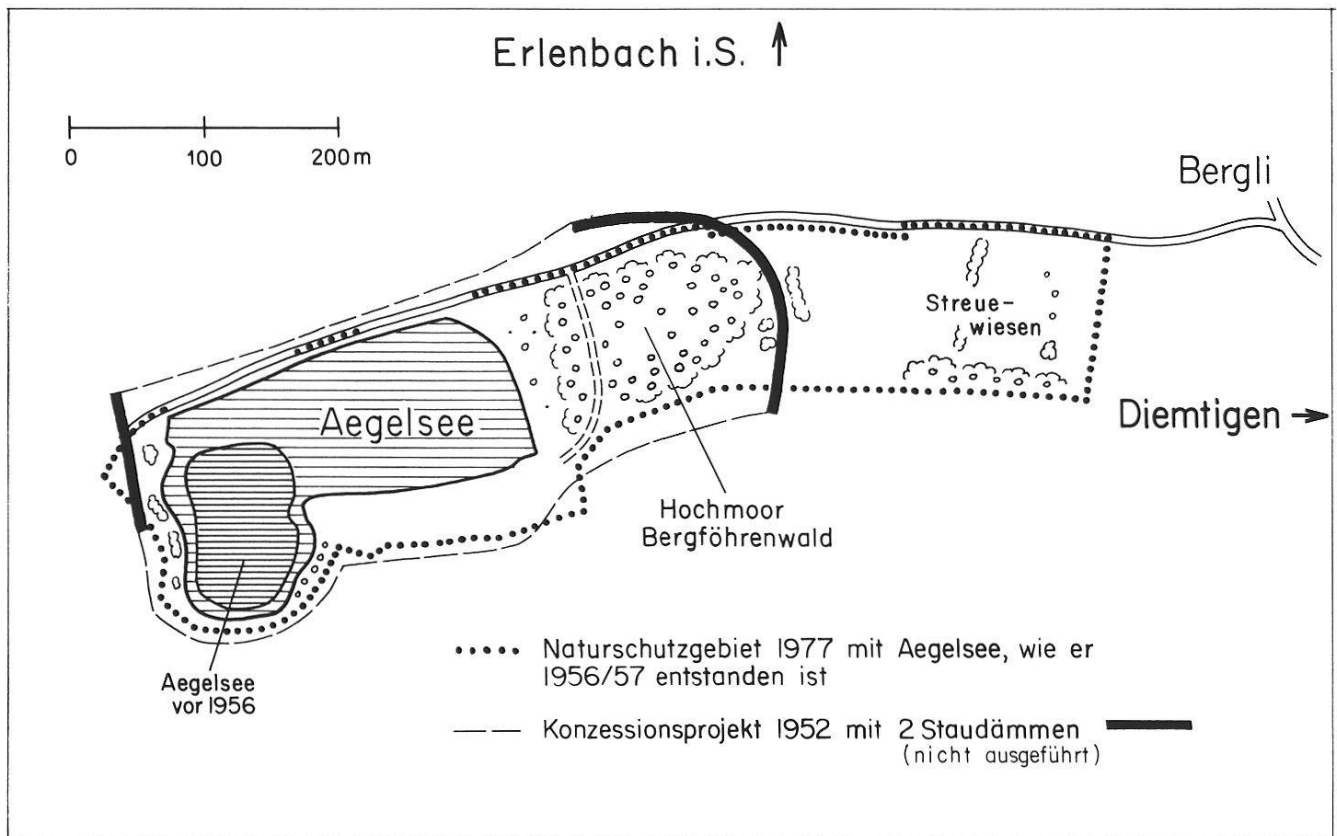 Erlenbach i.S. ↑
0 100 200m
Bergli
Streue-
wiesen
Aegelsee
Diemtigen →
Hochmoor
Bergföhrenwald
Aegelsee
vor 1956
Naturschutzgebiet 1977 mit Aegelsee, wie er
1956/57 entstanden ist
Konzessionsprojekt 1952 mit 2 Staudämmen
(nicht ausgeführt)